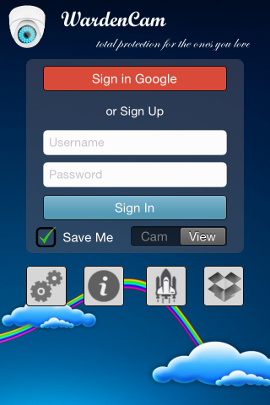 WardenCam
total protection for the ones you love
Sign in Google
or Sign Up
Username
Password
Sign In
Save Me
Cam
View